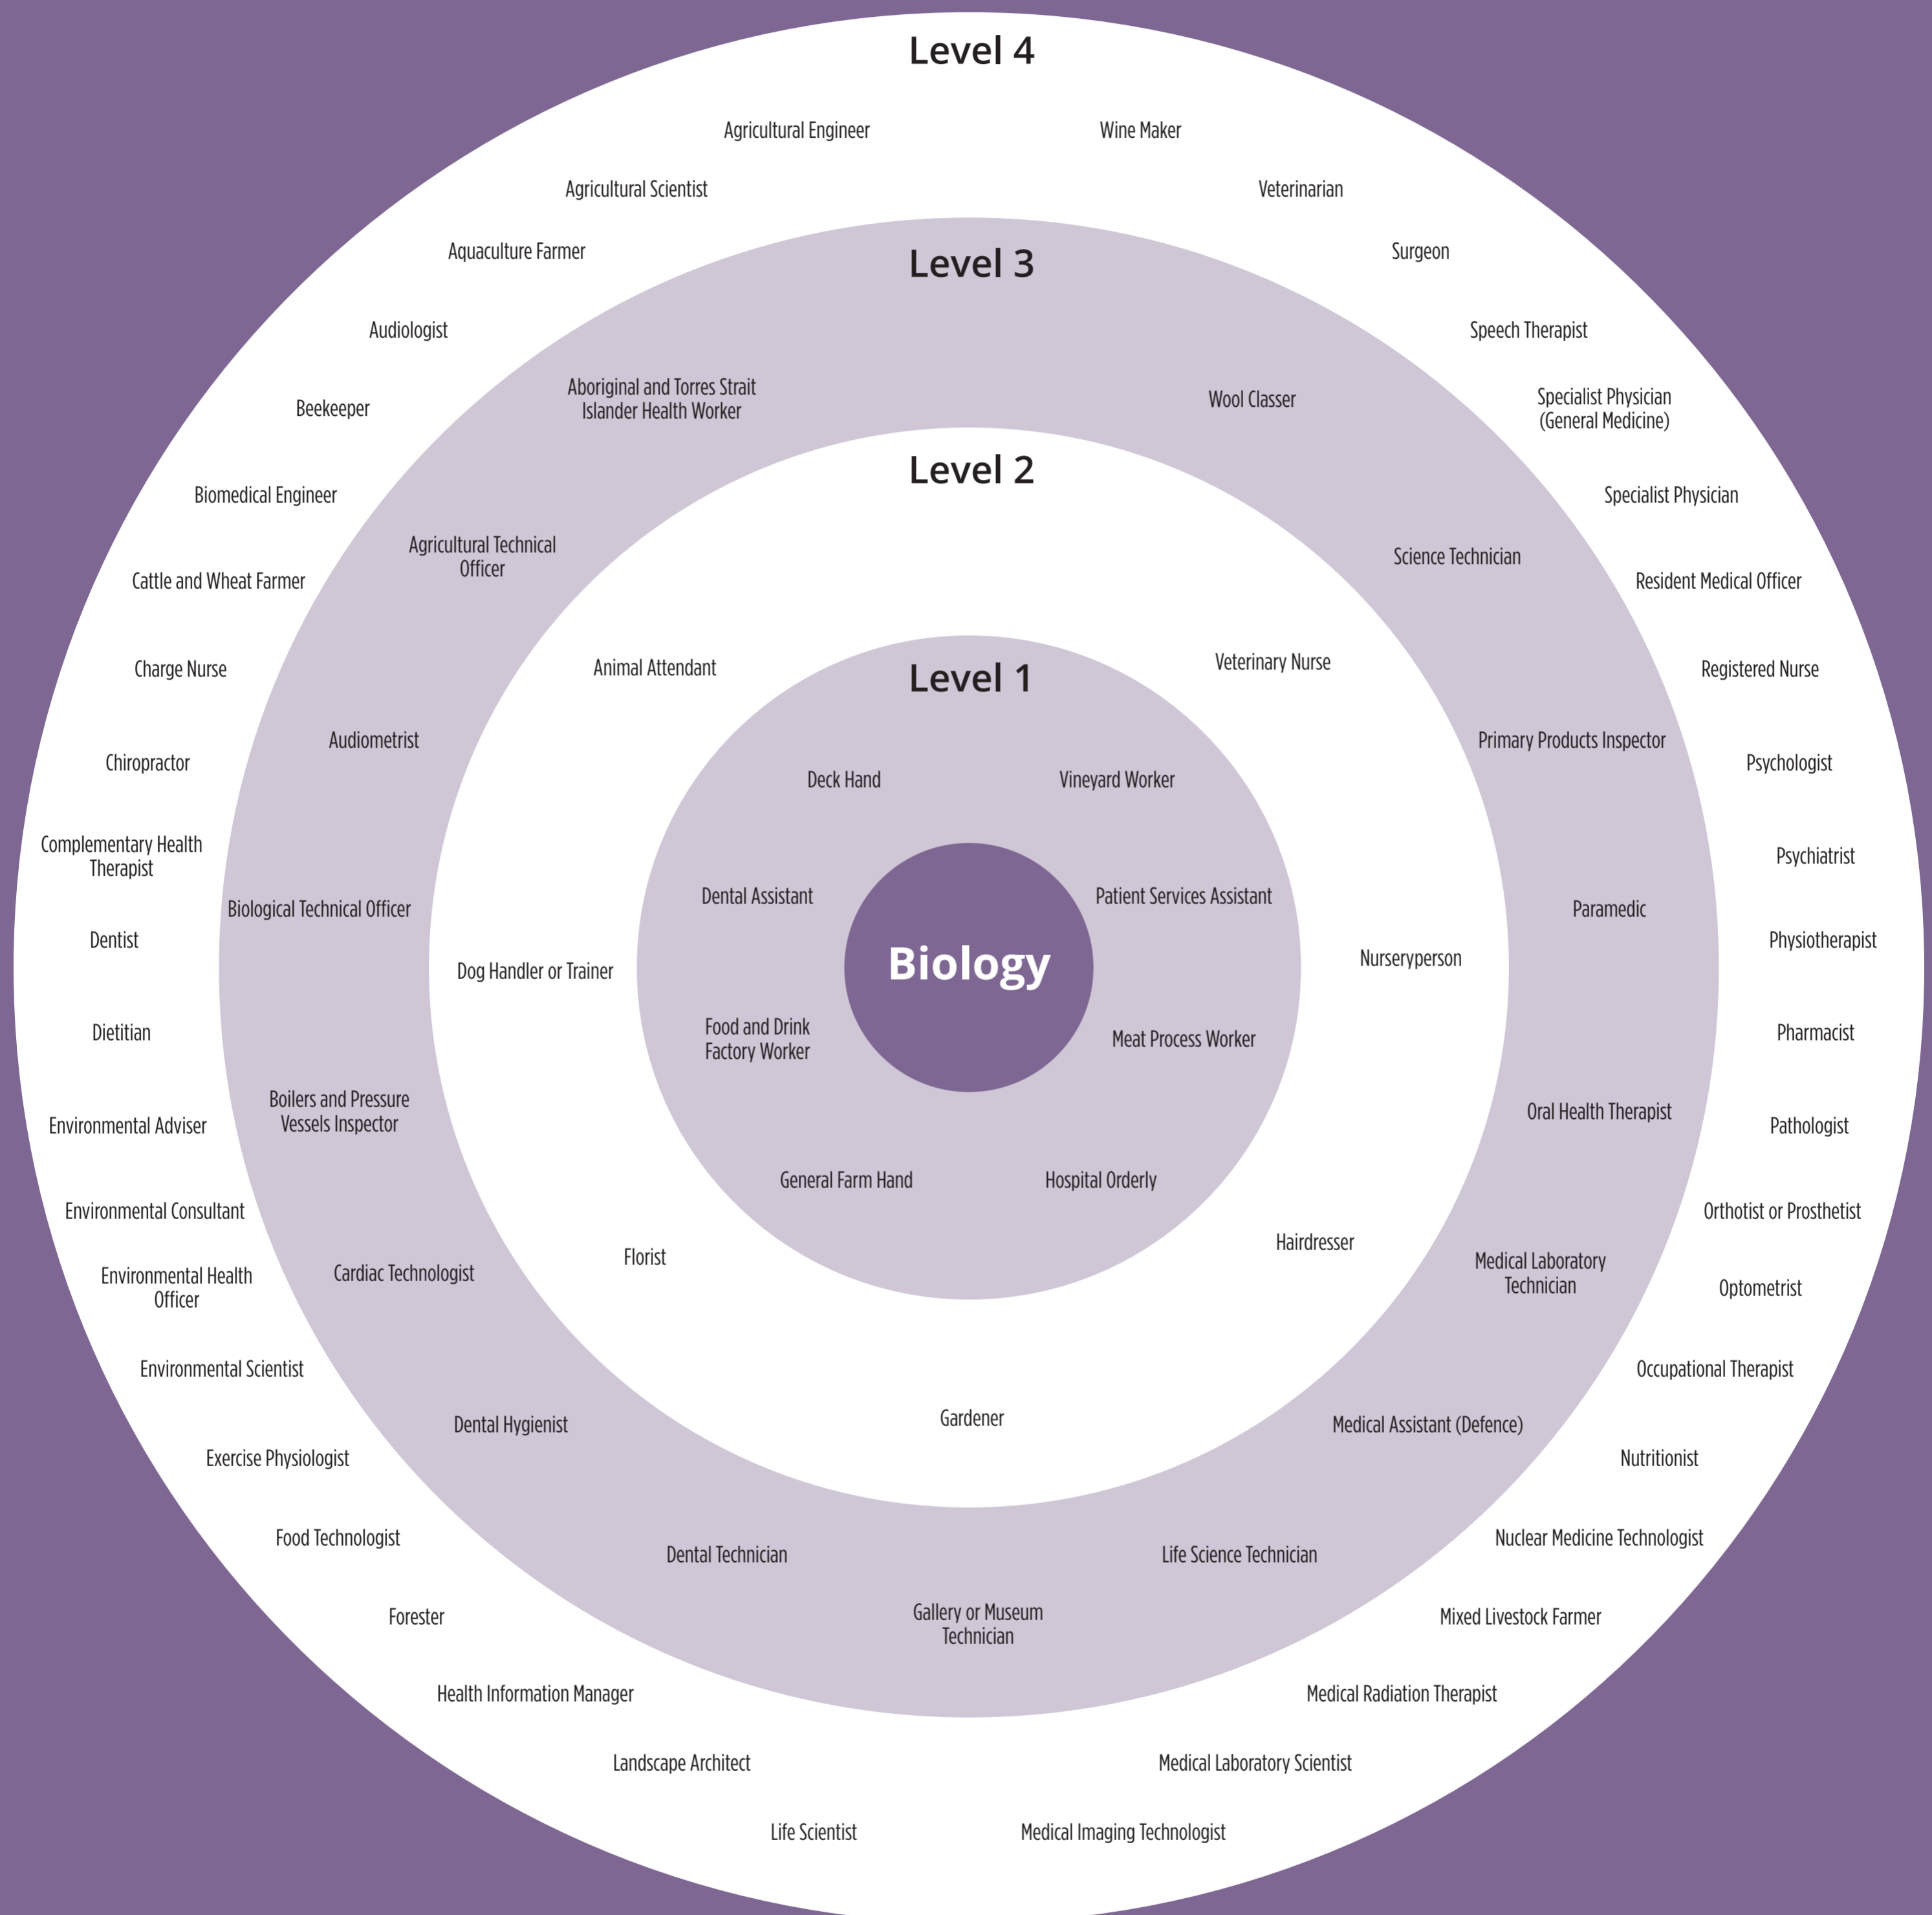 Level 4
Agricultural Engineer
Wine Maker
Agricultural Scientist
Veterinarian
Aquaculture Farmer
Surgeon
Audiologist
Speech Therapist
Beekeeper
Specialist Physician
(General Medicine)
Biomedical Engineer
Specialist Physician
Cattle and Wheat Farmer
Resident Medical Officer
Charge Nurse
Registered Nurse
Chiropractor
Psychologist
Complementary Health
Therapist
Psychiatrist
Dentist
Physiotherapist
Dietitian
Pharmacist
Environmental Adviser
Pathologist
Environmental Consultant
Orthotist or Prosthetist
Environmental Health
Officer
Optometrist
Environmental Scientist
Occupational Therapist
Exercise Physiologist
Nutritionist
Food Technologist
Nuclear Medicine Technologist
Forester
Mixed Livestock Farmer
Health Information Manager
Medical Radiation Therapist
Landscape Architect
Medical Laboratory Scientist
Life Scientist
Medical Imaging Technologist
Level 3
Aboriginal and Torres Strait
Islander Health Worker
Wool Classer
Agricultural Technical
Officer
Science Technician
Audiometrist
Primary Products Inspector
Biological Technical Officer
Paramedic
Boilers and Pressure
Vessels Inspector
Oral Health Therapist
Cardiac Technologist
Medical Laboratory
Technician
Dental Hygienist
Medical Assistant (Defence)
Dental Technician
Life Science Technician
Gallery or Museum
Technician
Level 2
Animal Attendant
Veterinary Nurse
Dog Handler or Trainer
Nurseryperson
Florist
Hairdresser
Gardener
Level 1
Deck Hand
Vineyard Worker
Dental Assistant
Patient Services Assistant
Food and Drink
Factory Worker
Meat Process Worker
General Farm Hand
Hospital Orderly
Biology